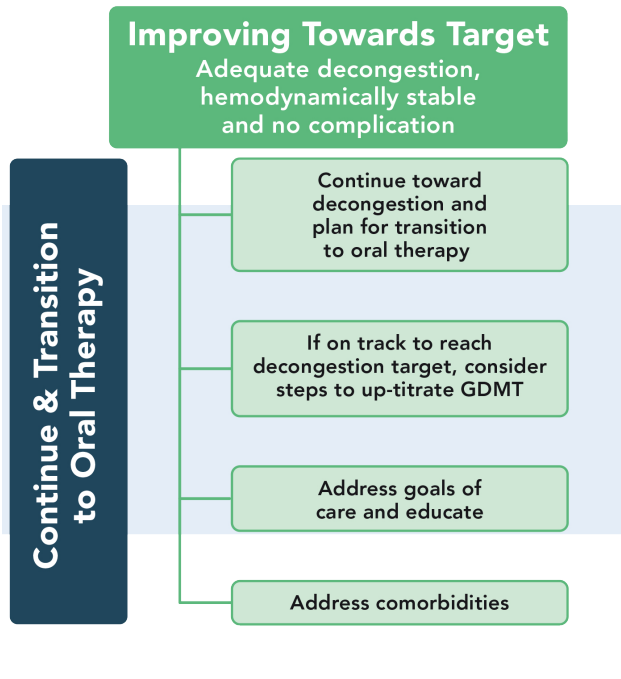 Improving Towards Target
Adequate decongestion,
hemodynamically stable
and no complication
Continue & Transition
to Oral Therapy
Continue toward
decongestion and
plan for transition
to oral therapy
If on track to reach
decongestion target, consider
steps to up-titrate GDMT
Address goals of
care and educate
Address comorbidities